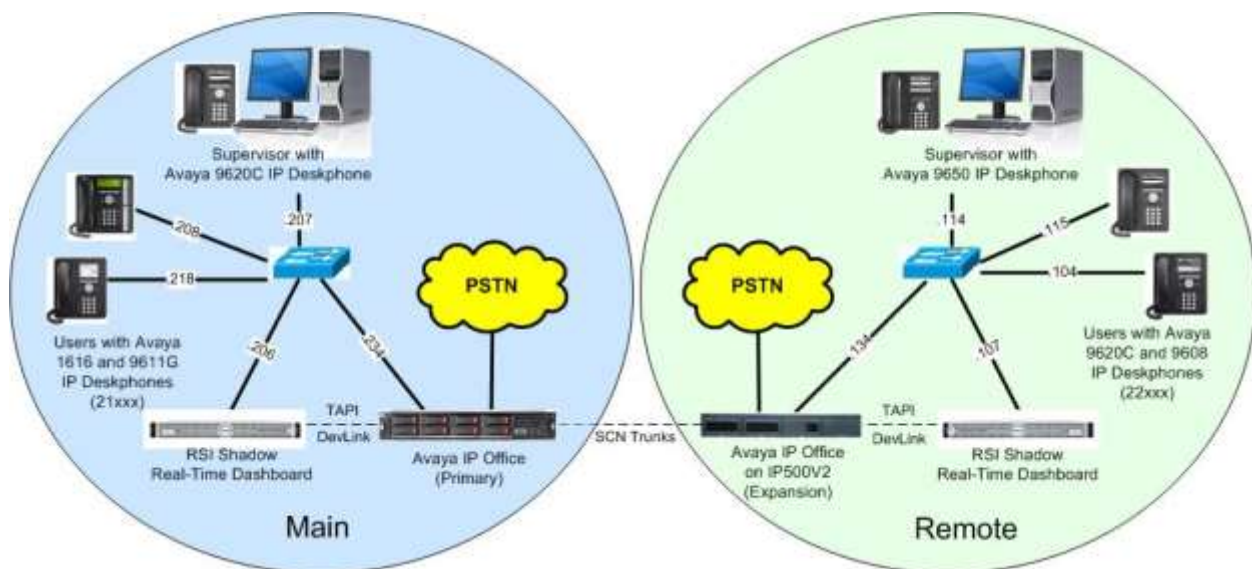 Supervisor with
Avaya 9620C IP Deskphone
.207
.208
.218
Users with Avaya
1616 and 9611G
IP Deskphones
(21xxx)
.206
.234
PSTN
RSI Shadow
Real-Time Dashboard
TAPI
DevLink
Avaya IP Office
(Primary)
Main
SCN Trunks
Supervisor with
Avaya 9650 IP Deskphone
.114
.115
.104
Users with Avaya
9620C and 9608
IP Deskphones
(22xxx)
PSTN
.134
.107
Avaya IP Office
on IP500V2
(Expansion)
TAPI
DevLink
RSI Shadow
Real-Time Dashboard
Remote